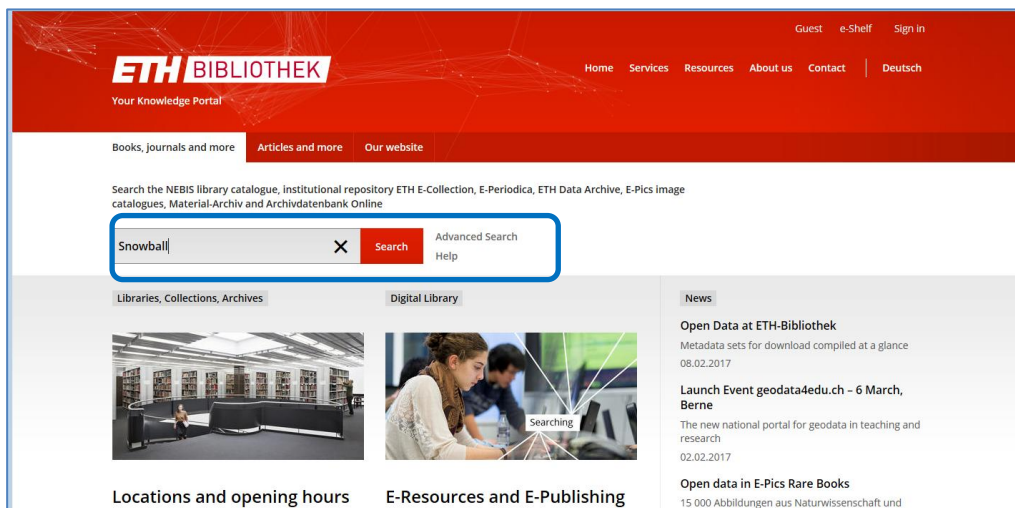 Guest e-Shelf Sign in
ETH BIBLIOTHEK
Home Services Resources About us Contact Deutsch
Your Knowledge Portal
Books, journals and more Articles and more Our website
Search the NEBIS library catalogue, institutional repository ETH E-Collection, E-Periodica, ETH Data Archive, E-Pics image
catalogues, Material-Archiv and Archivdatenbank Online
Snowball Search
Advanced Search
Help
Libraries, Collections, Archives
Locations and opening hours
Digital Library
Searching
E-Resources and E-Publishing
News
Open Data at ETH-Bibliothek
Metadata sets for download compiled at a glance
08.02.2017
Launch Event geodata4edu.ch – 6 March,
Berne
The new national portal for geodata in teaching and
research
02.02.2017
Open data in E-Pics Rare Books
15 000 Abbildungen aus Naturwissenschaft und